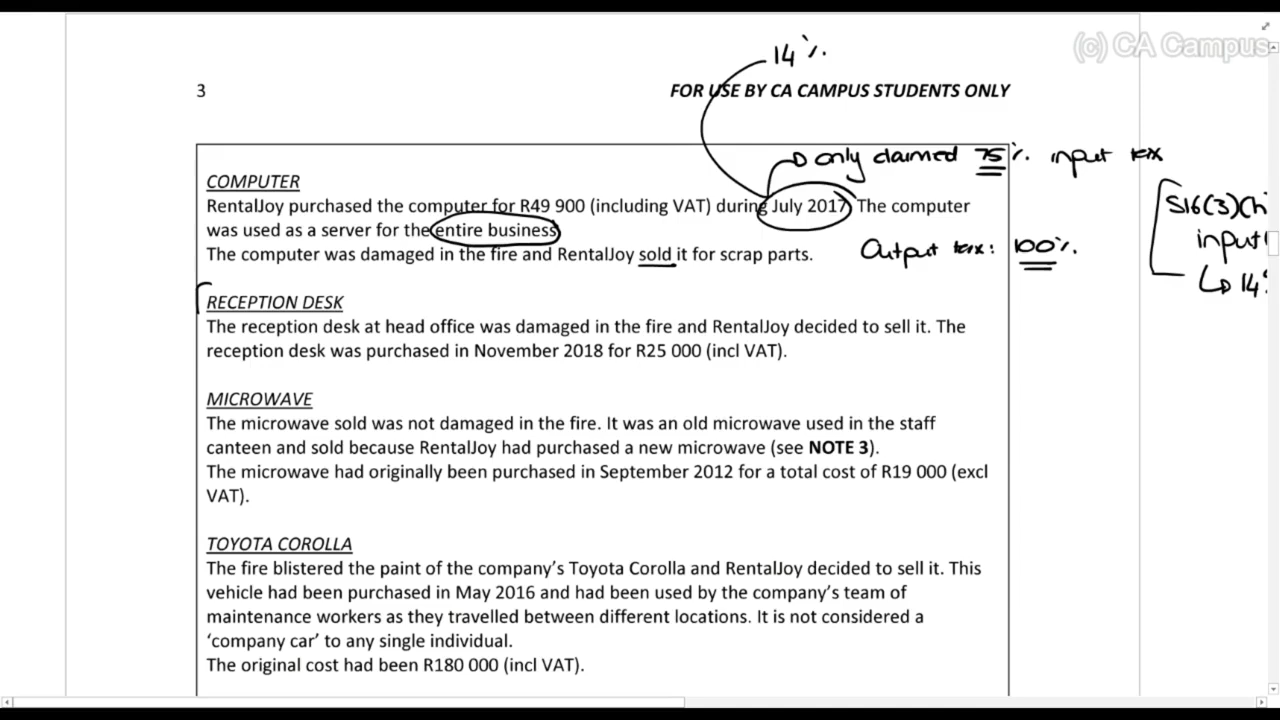 (c) CA Campus
14%
3 FOR USE BY CA CAMPUS STUDENTS ONLY
only claimed 75% input tax
COMPUTER
RentalJoy purchased the computer for R49 900 (including VAT) during July 2017. The computer
was used as a server for the entire business.
The computer was damaged in the fire and RentalJoy sold it for scrap parts.
Output tax: 100%.
S16(3)(h
input
14%
RECEPTION DESK
The reception desk at head office was damaged in the fire and RentalJoy decided to sell it. The
reception desk was purchased in November 2018 for R25 000 (incl VAT).
MICROWAVE
The microwave sold was not damaged in the fire. It was an old microwave used in the staff
canteen and sold because RentalJoy had purchased a new microwave (see NOTE 3).
The microwave had originally been purchased in September 2012 for a total cost of R19 000 (excl
VAT).
TOYOTA COROLLA
The fire blistered the paint of the company's Toyota Corolla and RentalJoy decided to sell it. This
vehicle had been purchased in May 2016 and had been used by the company's team of
maintenance workers as they travelled between different locations. It is not considered a
'company car' to any single individual.
The original cost had been R180 000 (incl VAT).